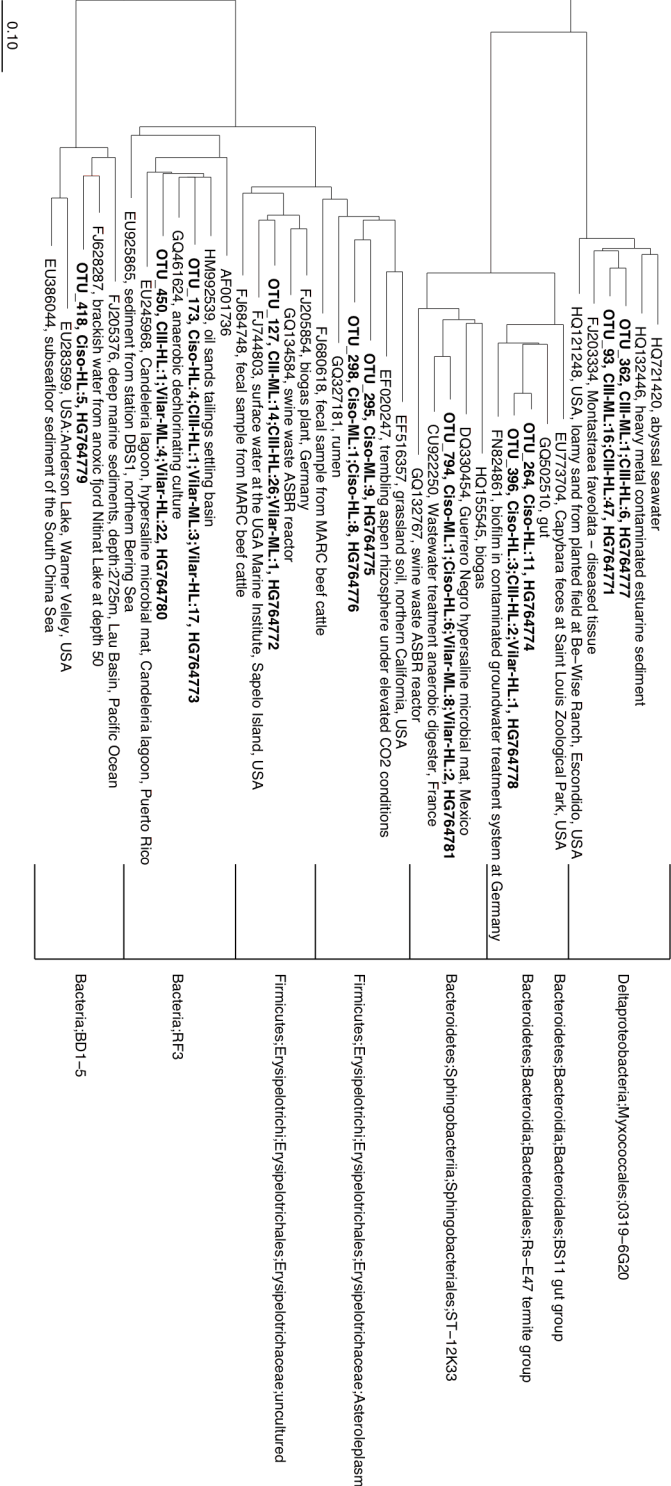 HQ721420, abyssal seawater
HQ132446, heavy metal contaminated estuarine sediment
OTU_362, CIII-ML:1;CIII-HL:6, HG764777
OTU_93, CIII-ML:16;CIII-HL:47, HG764771
FJ203334, Montastraea faveolata − diseased tissue
HQ121248, USA, loamy sand from planted field at Be−Wise Ranch, Escondido, USA
EU773704, Capybara feces at Saint Louis Zoological Park, USA
GQ502510, gut
OTU_264, Ciso-HL:11, HG764774
OTU_396, Ciso-HL:3;CIII-HL:2;Vilar-HL:1, HG764778
FN824861, biofilm in contaminated groundwater treatment system at Germany
HQ155545, biogas
DQ330454, Guerrero Negro hypersaline microbial mat, Mexico
OTU_794, Ciso-ML:1;Ciso-HL:6;Vilar-ML:8;Vilar-HL:2, HG764781
CU922250, Wastewater treatment anaerobic digester, France
GQ132767, swine waste ASBR reactor
EF516357, grassland soil, northern California, USA
EF020247, trembling aspen rhizosphere under elevated CO2 conditions
OTU_295, Ciso-ML:9, HG764775
OTU_298, Ciso-ML:1;Ciso-HL:8, HG764776
GQ327181, rumen
FJ680618, fecal sample from MARC beef cattle
FJ205854, biogas plant, Germany
GQ134584, swine waste ASBR reactor
OTU_127, CIII-ML:14;CIII-HL:26;Vilar-ML:1, HG764772
FJ744803, surface water at the UGA Marine Institute, Sapelo Island, USA
FJ684748, fecal sample from MARC beef cattle
AF001736
HM992539, oil sands tailings settling basin
OTU_173, Ciso-HL:4;CIII-HL:1;Vilar-ML:3;Vilar-HL:17, HG764773
GQ461624, anaerobic dechlorinating culture
OTU_450, CIII-HL:1;Vilar-ML:4;Vilar-HL:22, HG764780
EU245968, Candeleria lagoon, hypersaline microbial mat, Candeleria lagoon, Puerto Rico
EU925865, sediment from station DBS1, northern Bering Sea
FJ205376, deep marine sediments, depth:2725m, Lau Basin, Pacific Ocean
FJ628287, brackish water from anoxic fjord Nitinat Lake at depth 50
OTU_418, Ciso-HL:5, HG764779
EU283599, USA:Anderson Lake, Warner Velley, USA
EU386044, subseafloor sediment of the South China Sea
0.10
Deltaproteobacteria;Myxococcales;0319−6G20
Bacteroidetes;Bacteroidia;Bacteroidales;BS11 gut group
Bacteroidetes;Bacteroidia;Bacteroidales;Rs−E47 termite group
Bacteroidetes;Sphingobacteriia;Sphingobacteriales;ST−12K33
Firmicutes;Erysipelotrichi;Erysipelotrichales;Erysipelotrichaceae;Asteroleplasm
Firmicutes;Erysipelotrichi;Erysipelotrichales;Erysipelotrichaceae;uncultured
Bacteria;RF3
Bacteria;BD1−5